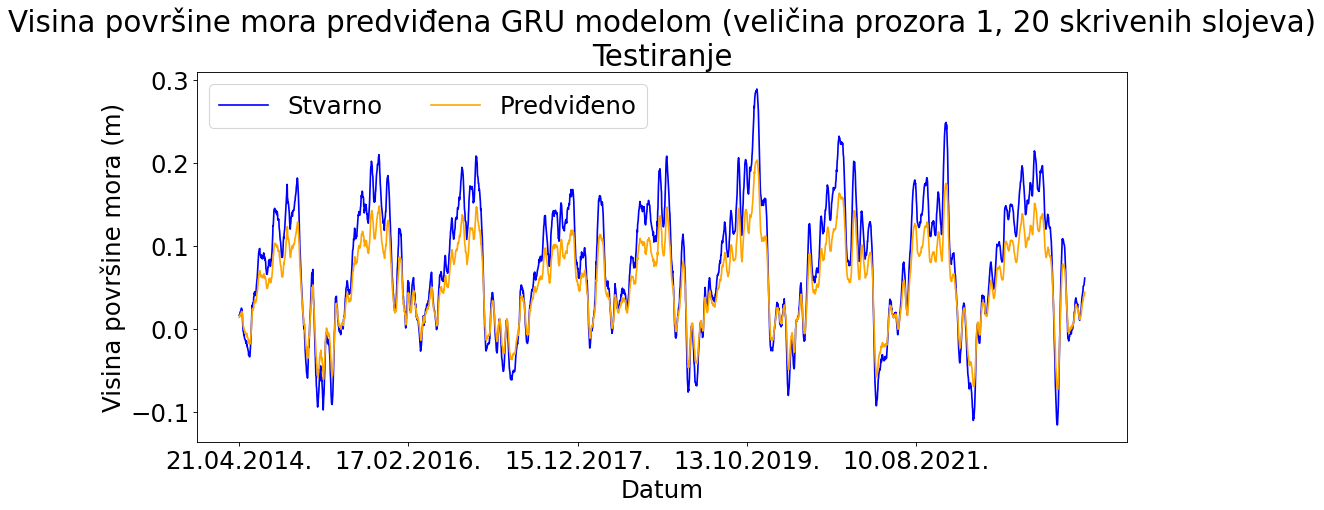 Visina površine mora predviđena GRU modelom (veličina prozora 1, 20 skrivenih slojeva)
Testiranje
Stvarno
Predviđeno
Visina površine mora (m)
0.3
0.2
0.1
0.0
−0.1
21.04.2014.
17.02.2016.
15.12.2017.
13.10.2019.
10.08.2021.
Datum